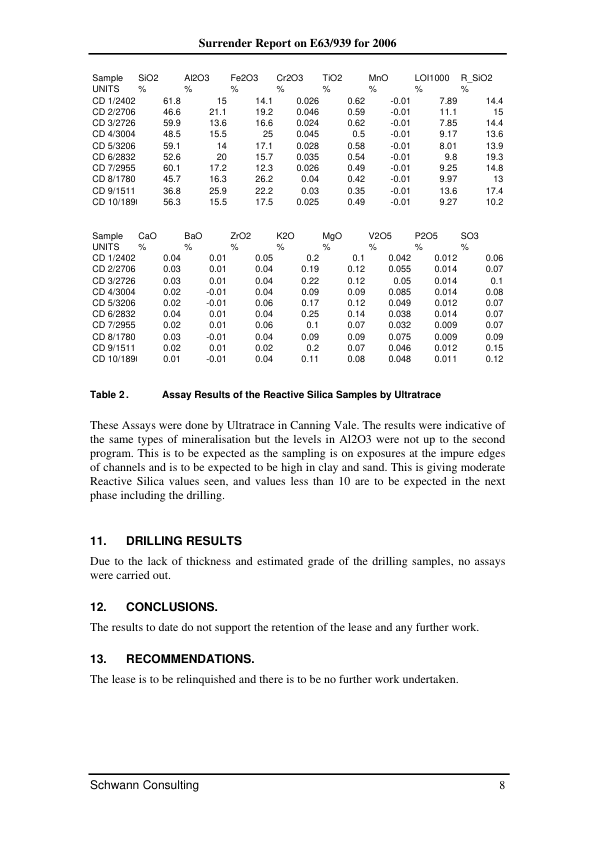 Surrender Report on E63/939 for 2006
Sample SiO2 Al2O3 Fe2O3 Cr2O3 TiO2 MnO LOI1000 R_SiO2
UNITS % % % % % % % %
CD 1/2402 61.8 15 14.1 0.026 0.62 -0.01 7.89 14.4
CD 2/2706 46.6 21.1 19.2 0.046 0.59 -0.01 11.1 15
CD 3/2726 59.9 13.6 16.6 0.024 0.62 -0.01 7.85 14.4
CD 4/3004 48.5 15.5 25 0.045 0.5 -0.01 9.17 13.6
CD 5/3206 59.1 14 17.1 0.028 0.58 -0.01 8.01 13.9
CD 6/2832 52.6 20 15.7 0.035 0.54 -0.01 9.8 19.3
CD 7/2955 60.1 17.2 12.3 0.026 0.49 -0.01 9.25 14.8
CD 8/1780 45.7 16.3 26.2 0.04 0.42 -0.01 9.97 13
CD 9/1511 36.8 25.9 22.2 0.03 0.35 -0.01 13.6 17.4
CD 10/1890 56.3 15.5 17.5 0.025 0.49 -0.01 9.27 10.2
Sample CaO BaO ZrO2 K2O MgO V2O5 P2O5 SO3
UNITS % % % % % % % %
CD 1/2402 0.04 0.01 0.05 0.2 0.1 0.042 0.012 0.06
CD 2/2706 0.03 0.01 0.04 0.19 0.12 0.055 0.014 0.07
CD 3/2726 0.03 0.01 0.04 0.22 0.12 0.05 0.014 0.1
CD 4/3004 0.02 -0.01 0.04 0.09 0.09 0.085 0.014 0.08
CD 5/3206 0.02 -0.01 0.06 0.17 0.12 0.049 0.012 0.07
CD 6/2832 0.04 0.01 0.04 0.25 0.14 0.038 0.014 0.07
CD 7/2955 0.02 0.01 0.06 0.1 0.07 0.032 0.009 0.07
CD 8/1780 0.03 -0.01 0.04 0.09 0.09 0.075 0.009 0.09
CD 9/1511 0.02 0.01 0.02 0.2 0.07 0.046 0.012 0.15
CD 10/1890 0.01 -0.01 0.04 0.11 0.08 0.048 0.011 0.12
Table 2. Assay Results of the Reactive Silica Samples by Ultratrace
These Assays were done by Ultratrace in Canning Vale. The results were indicative of
the same types of mineralisation but the levels in Al2O3 were not up to the second
program. This is to be expected as the sampling is on exposures at the impure edges
of channels and is to be expected to be high in clay and sand. This is giving moderate
Reactive Silica values seen, and values less than 10 are to be expected in the next
phase including the drilling.
11. DRILLING RESULTS
Due to the lack of thickness and estimated grade of the drilling samples, no assays
were carried out.
12. CONCLUSIONS.
The results to date do not support the retention of the lease and any further work.
13. RECOMMENDATIONS.
The lease is to be relinquished and there is to be no further work undertaken.
Schwann Consulting 8